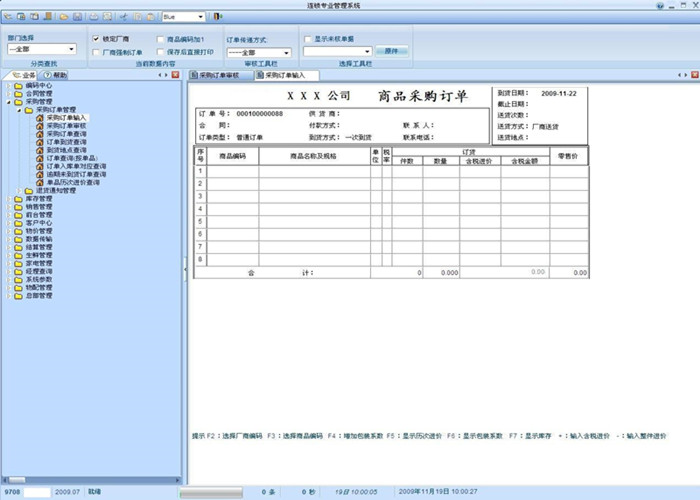 连锁专业管理系统
Blue
部门选择
--全部
分类查找
锁定厂商
商品编码加1
厂商强制订单
保存后直接打印
当前数据内容
订单传递方式:
----全部
审核工具栏
显示未核单据
原件
选择工具栏
业务
帮助
采购订单审核
采购订单输入
编码中心
合同管理
采购管理
采购订单管理
采购订单输入
采购订单审核
采购订单查询
订单到货查询
到货地点查询
订单查询(按单品)
订单入库单对应查询
逾期未到货订单查询
单品历次进价查询
退货通知管理
库存管理
销售管理
前台管理
客户中心
物价管理
数据传输
结算管理
生鲜管理
家电管理
经理查询
系统参数
物配管理
总部管理
X X X 公司 商品采购订单
到货日期: 2009-11-22
截止日期:
送货次数:
送货方式: 厂商送货
送货地点:
订 单 号: 000100000088 供 货 商:
合 同: 付款方式: 联 系 人:
订单类型: 普通订单 到货方式: 一次到货 联系电话:
序号 商品编码 商品名称及规格 单位 税率 订货 零售价
件数 数量 含税进价 含税金额
1
2
3
4
5
6
7
8
合 计: 0 0.000 0.00 0.00
提示 F2:选择厂商编码 F3:选择商品编码 F4:增加包装系数 F5:显示历次进价 F6:显示包装系数 F7:显示库存 *:输入含税进价 -:输入整件进价
9708 2009.07 就绪 0 条 0 秒 19日 10:00:05 2009年11月19日 10:00:27